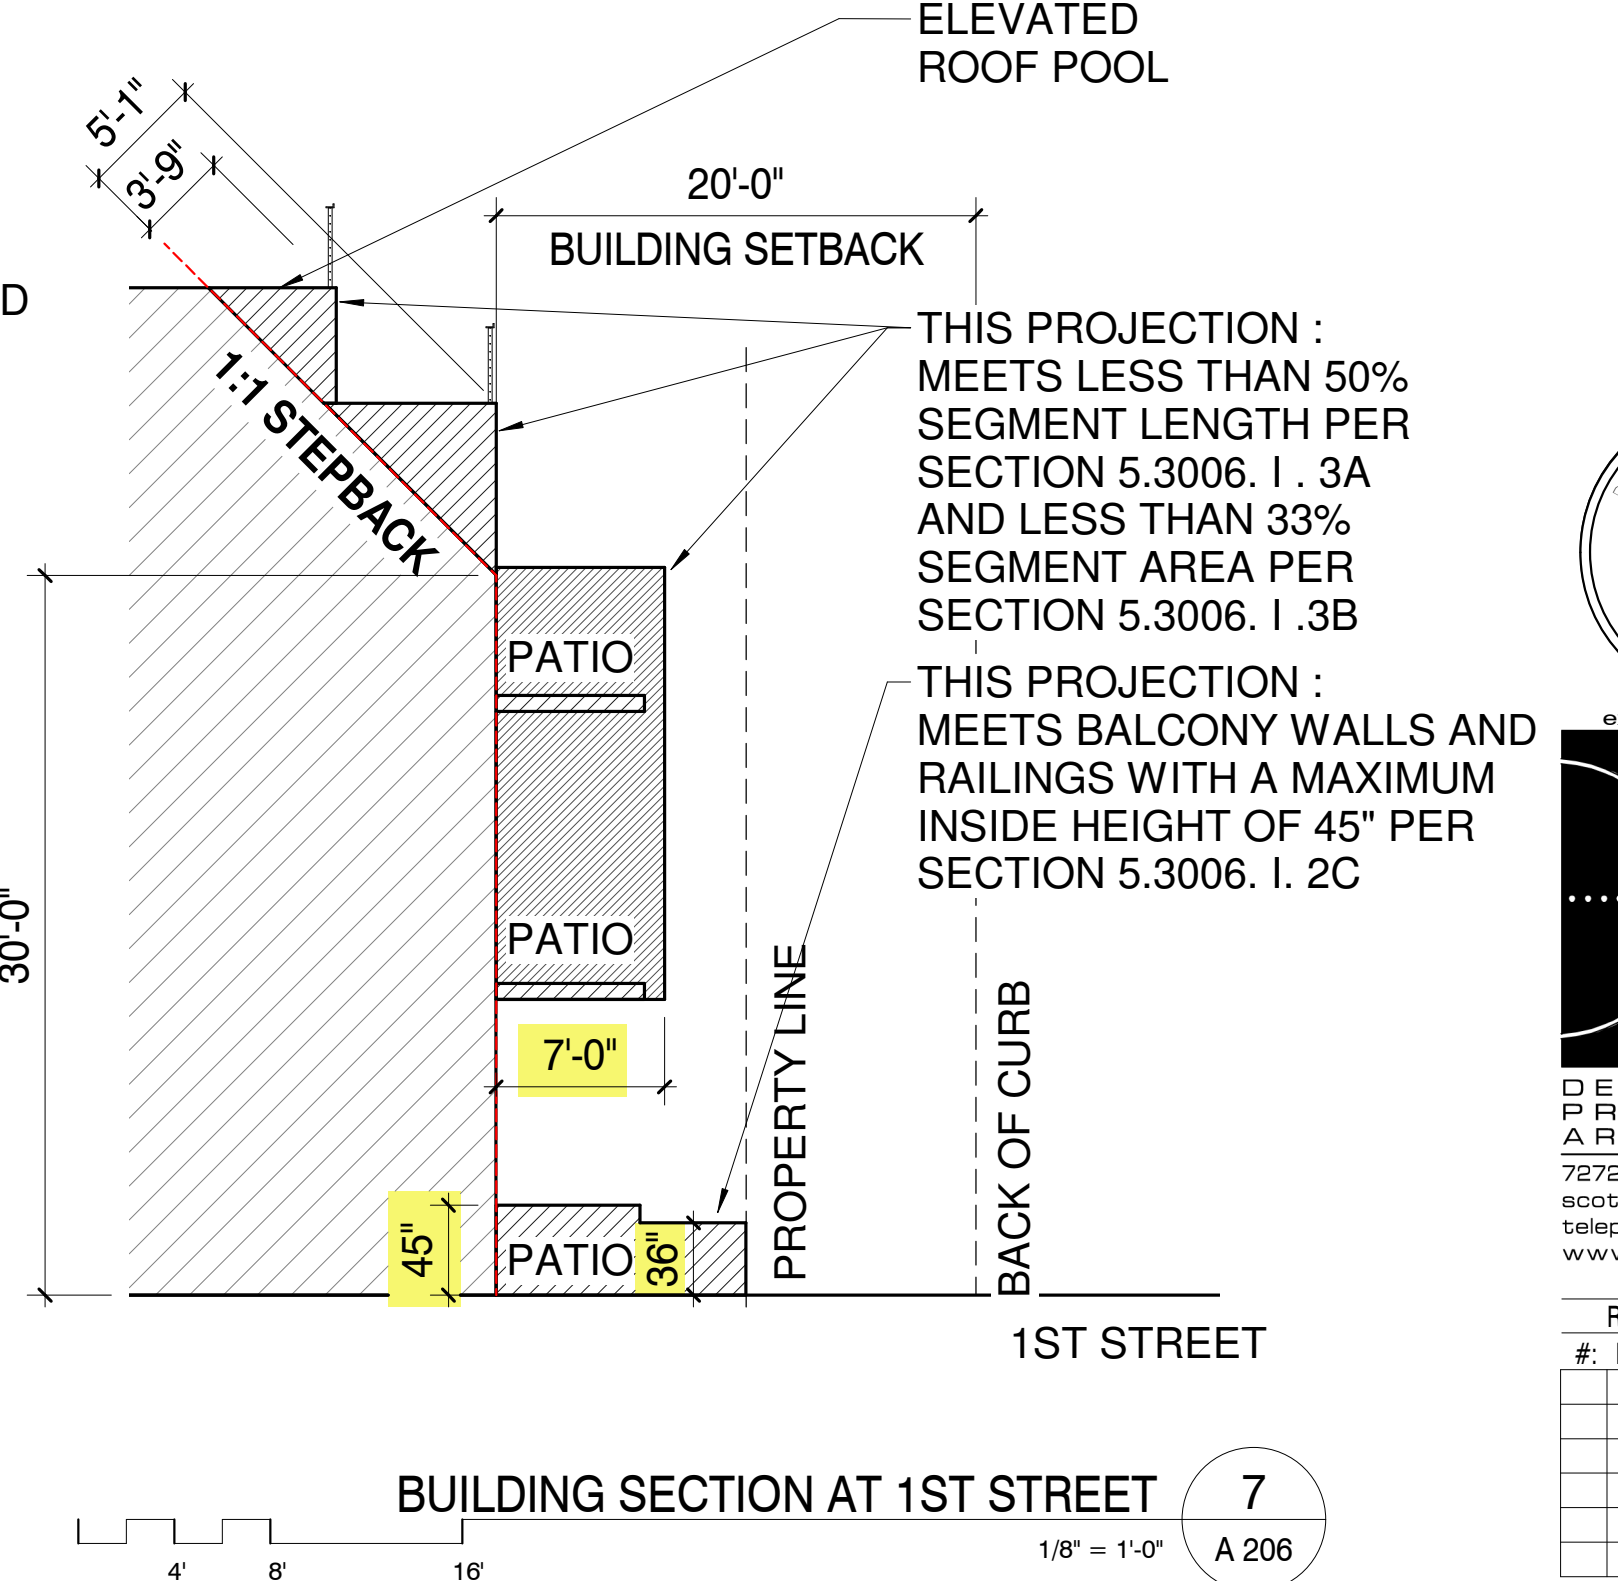 ELEVATED
ROOF POOL
5'-1"
3'-9"
20'-0"
BUILDING SETBACK
D
THIS PROJECTION :
MEETS LESS THAN 50%
SEGMENT LENGTH PER
SECTION 5.3006. I . 3A
AND LESS THAN 33%
SEGMENT AREA PER
SECTION 5.3006. I .3B
1:1 STEPBACK
PATIO
THIS PROJECTION :
MEETS BALCONY WALLS AND
RAILINGS WITH A MAXIMUM
INSIDE HEIGHT OF 45" PER
SECTION 5.3006. I. 2C
30'-0"
PATIO
7'-0"
PROPERTY LINE
BACK OF CURB
45"
PATIO
36"
1ST STREET
BUILDING SECTION AT 1ST STREET
7
A 206
1/8" = 1'-0"
4' 8' 16'
e
D E
P R
A R
7272
scot
telep
www
R
#: